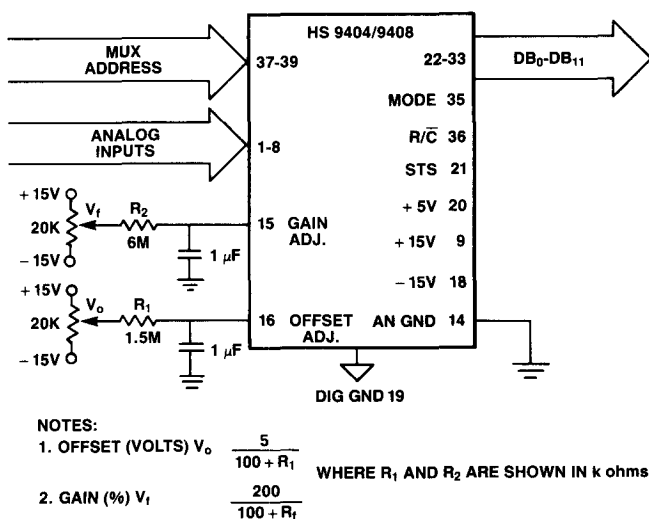 HS 9404/9408
MUX
ADDRESS
37-39
22-33
DB₀-DB₁₁
MODE 35
ANALOG
INPUTS
1-8
R/C̅ 36
STS 21
+ 15V
20K
- 15V
Vf
R₂
6M
1 μF
15 GAIN
ADJ.
+ 5V 20
+ 15V 9
- 15V 18
+ 15V
20K
- 15V
Vₒ
R₁
1.5M
1 μF
16 OFFSET
ADJ.
AN GND 14
DIG GND 19
NOTES:
1. OFFSET (VOLTS) Vₒ 5 / 100 + R₁
WHERE R₁ AND R₂ ARE SHOWN IN k ohms
2. GAIN (%) Vf 200 / 100 + Rf